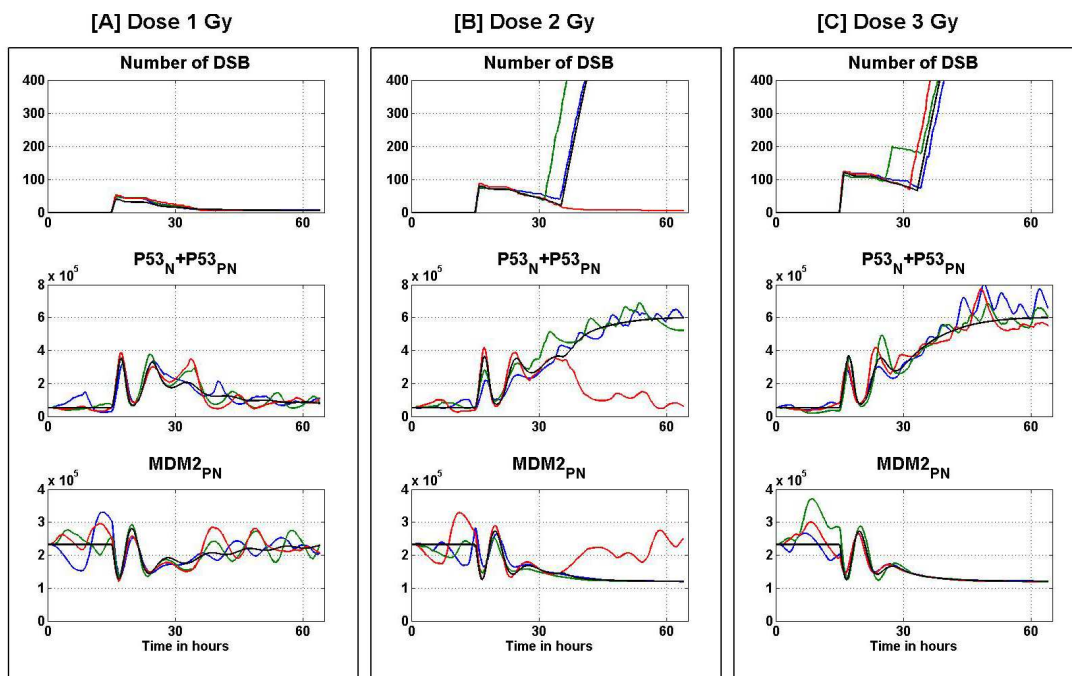 [A] Dose 1 Gy
Number of DSB
400
300
200
100
0
0 30 60
P53N+P53PN
x 10^5
8
6
4
2
0
0 30 60
MDM2PN
x 10^5
4
3
2
1
0
0 30 60
Time in hours
[B] Dose 2 Gy
Number of DSB
400
300
200
100
0
0 30 60
P53N+P53PN
x 10^5
8
6
4
2
0
0 30 60
MDM2PN
x 10^5
4
3
2
1
0
0 30 60
Time in hours
[C] Dose 3 Gy
Number of DSB
400
300
200
100
0
0 30 60
P53N+P53PN
x 10^5
8
6
4
2
0
0 30 60
MDM2PN
x 10^5
4
3
2
1
0
0 30 60
Time in hours